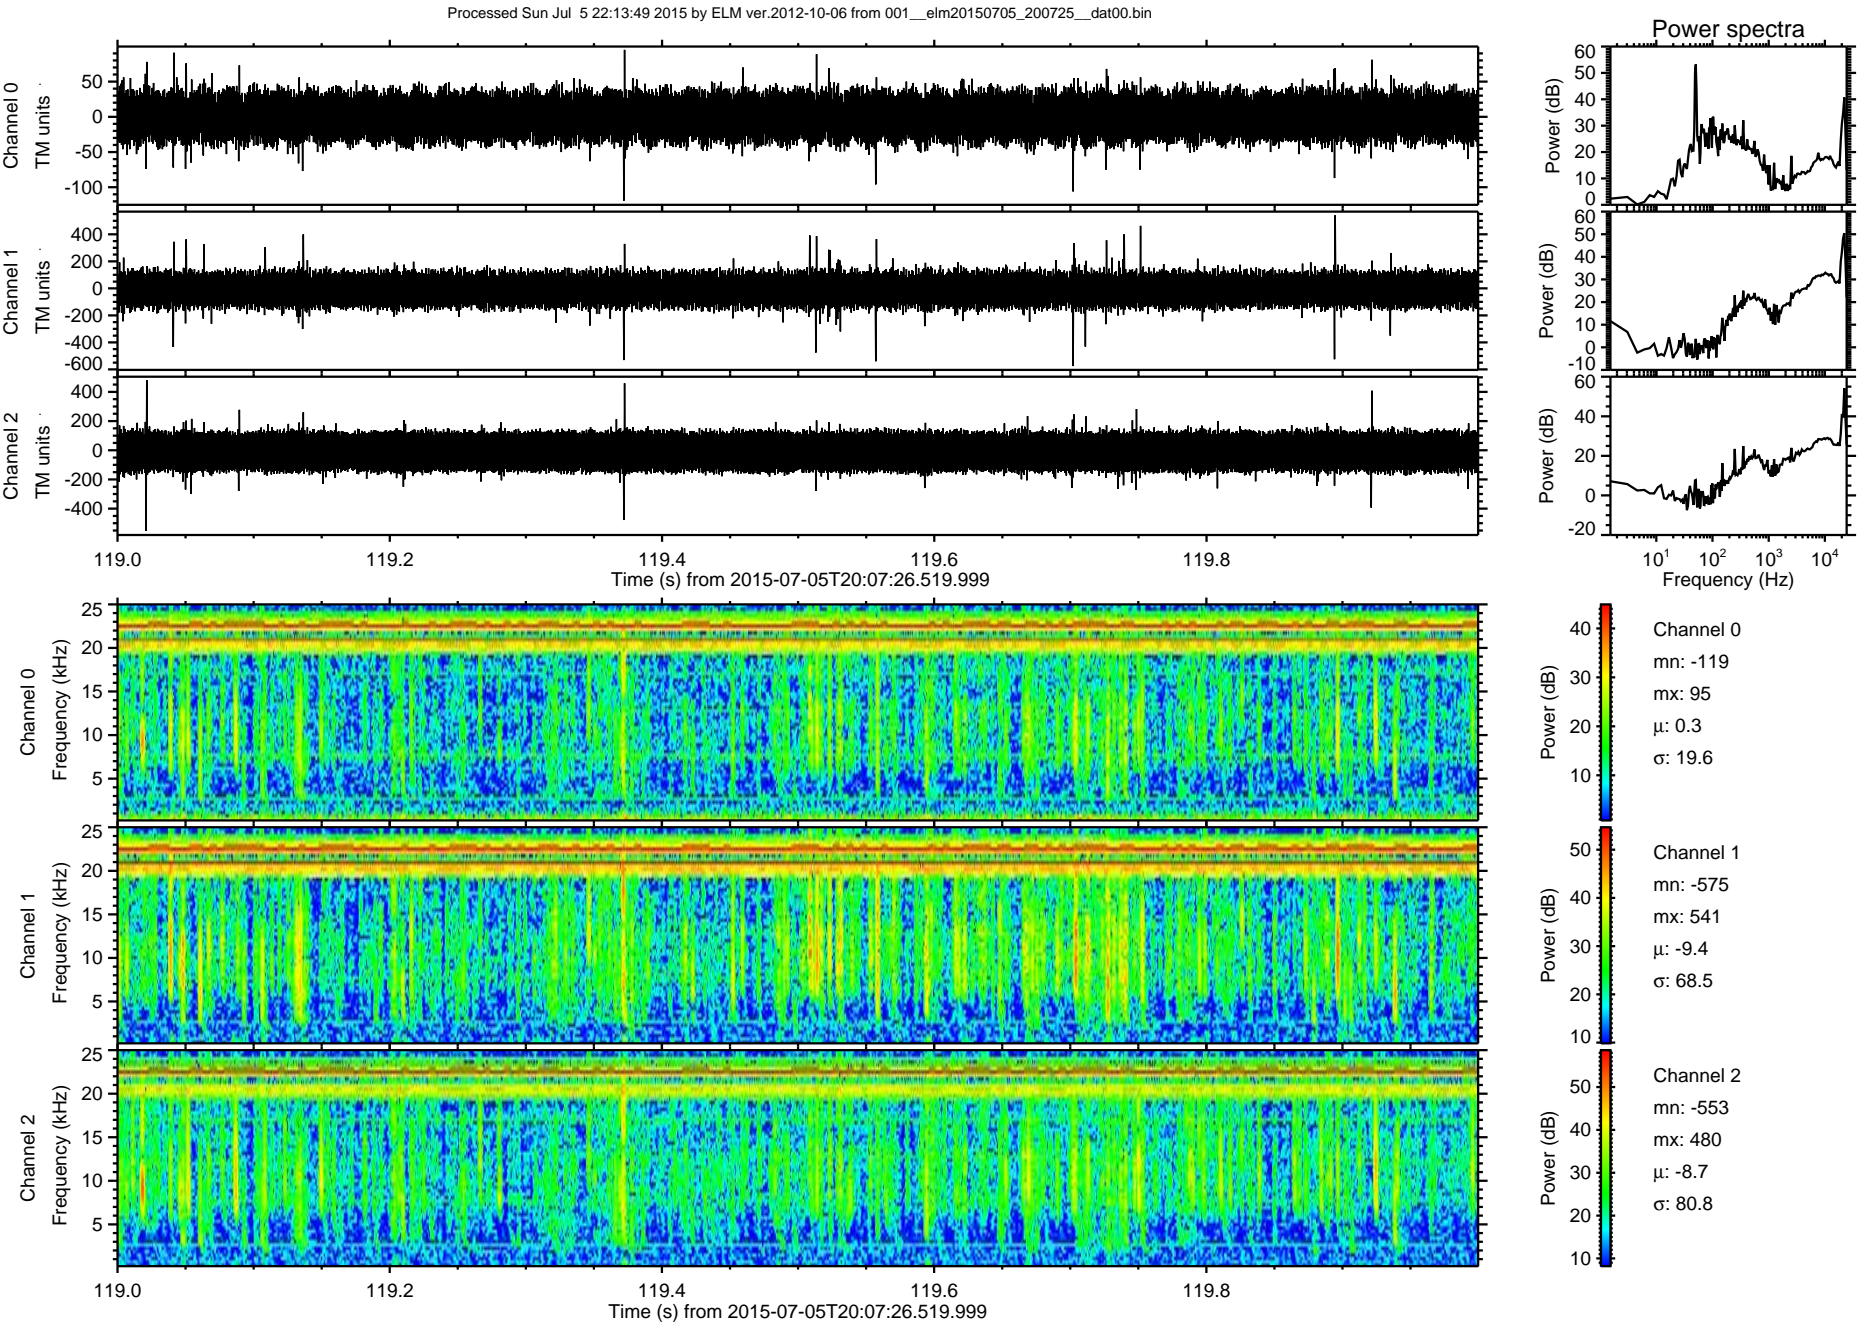 Processed Sun Jul  5 22:13:49 2015 by ELM ver.2012-10-06 from 001__elm20150705_200725__dat00.bin
Power spectra
Channel 0
TM units
50
0
-50
-100
Power (dB)
60
50
40
30
20
10
0
Channel 1
TM units
400
200
0
-200
-400
-600
Power (dB)
60
50
40
30
20
10
0
-10
Channel 2
TM units
400
200
0
-200
-400
Power (dB)
60
40
20
0
-20
119.0 119.2 119.4 119.6 119.8
Time (s) from 2015-07-05T20:07:26.519.999
10¹ 10² 10³ 10⁴
Frequency (Hz)
Channel 0
Frequency (kHz)
25
20
15
10
5
Power (dB)
40
30
20
10
Channel 0
mn: -119
mx: 95
μ: 0.3
σ: 19.6
Channel 1
Frequency (kHz)
25
20
15
10
5
Power (dB)
50
40
30
20
10
Channel 1
mn: -575
mx: 541
μ: -9.4
σ: 68.5
Channel 2
Frequency (kHz)
25
20
15
10
5
Power (dB)
50
40
30
20
10
Channel 2
mn: -553
mx: 480
μ: -8.7
σ: 80.8
119.0 119.2 119.4 119.6 119.8
Time (s) from 2015-07-05T20:07:26.519.999